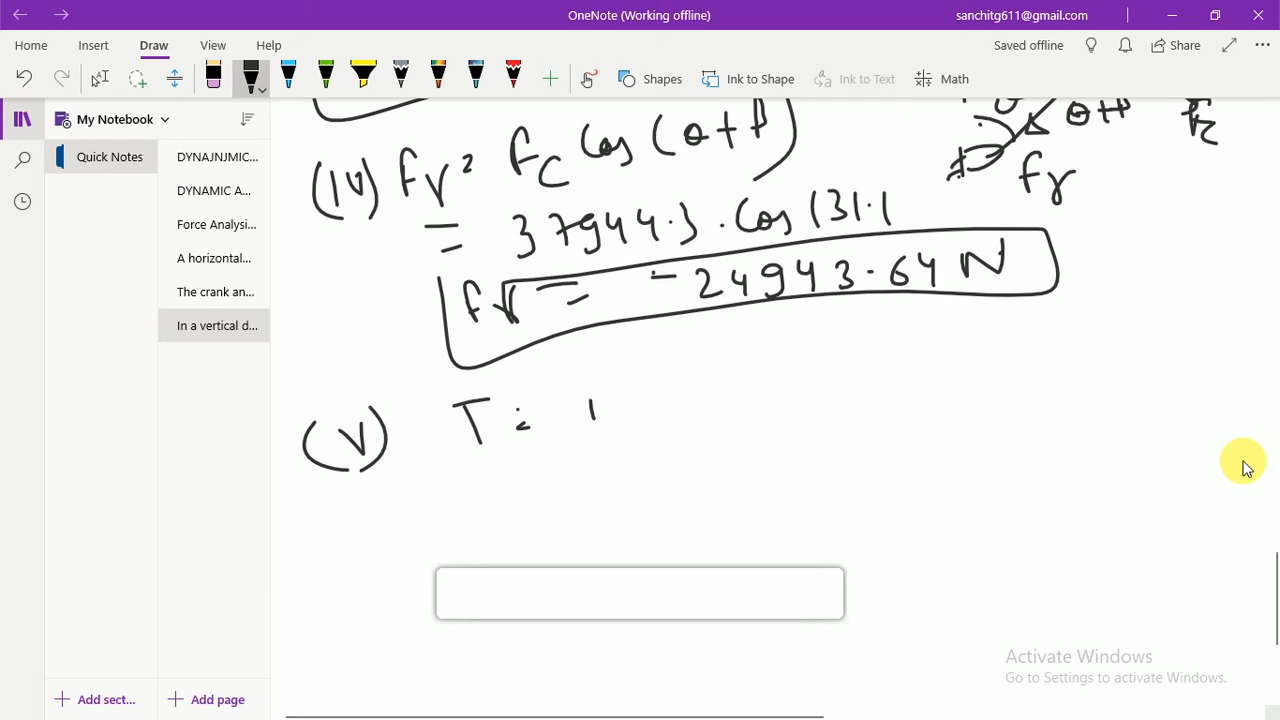 OneNote (Working offline)
sanchitg611@gmail.com
Home Insert Draw View Help
Saved offline
Share
Shapes
Ink to Shape
Ink to Text
Math
My Notebook
Quick Notes
DYNAJNJMIC...
DYNAMIC A...
Force Analysi...
A horizontal...
The crank an...
In a vertical d...
θ+β
fr
(IV) fr = fc cos (θ+β)
= 37944.3 . cos 131.1
fr = -24943.64 N
(V) T =
Add sect...
Add page
Activate Windows
Go to Settings to activate Windows.